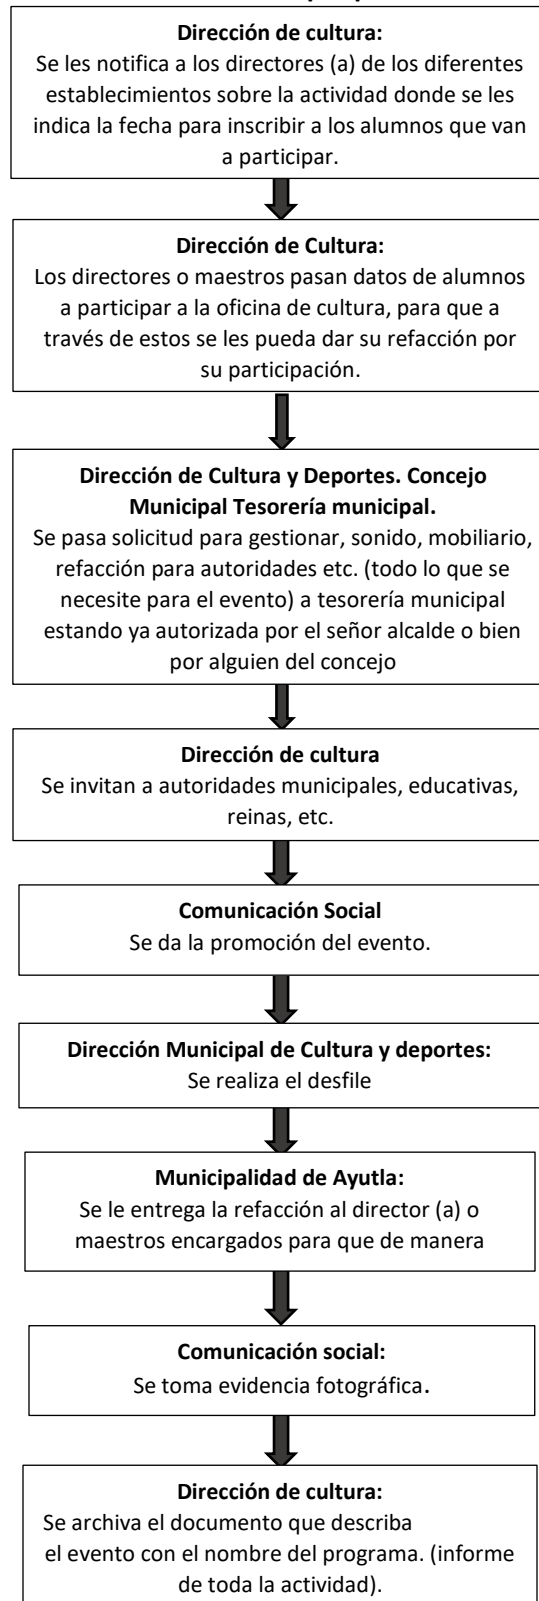 Dirección de cultura:
Se les notifica a los directores (a) de los diferentes
establecimientos sobre la actividad donde se les
indica la fecha para inscribir a los alumnos que van
a participar.
Dirección de Cultura:
Los directores o maestros pasan datos de alumnos
a participar a la oficina de cultura, para que a
través de estos se les pueda dar su refacción por
su participación.
Dirección de Cultura y Deportes. Concejo
Municipal Tesorería municipal.
Se pasa solicitud para gestionar, sonido, mobiliario,
refacción para autoridades etc. (todo lo que se
necesite para el evento) a tesorería municipal
estando ya autorizada por el señor alcalde o bien
por alguien del concejo
Dirección de cultura
Se invitan a autoridades municipales, educativas,
reinas, etc.
Comunicación Social
Se da la promoción del evento.
Dirección Municipal de Cultura y deportes:
Se realiza el desfile
Municipalidad de Ayutla:
Se le entrega la refacción al director (a) o
maestros encargados para que de manera
Comunicación social:
Se toma evidencia fotográfica.
Dirección de cultura:
Se archiva el documento que describa
el evento con el nombre del programa. (informe
de toda la actividad).